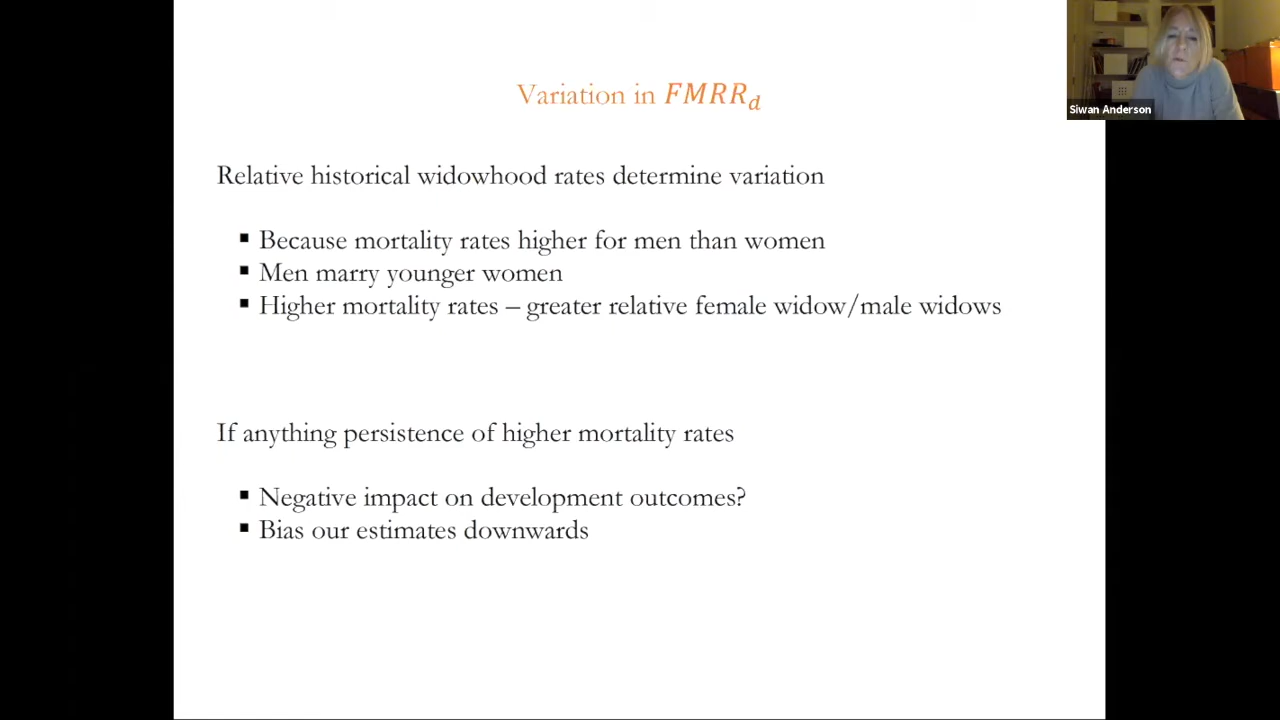 Siwan Anderson
Variation in FMRR_d
Relative historical widowhood rates determine variation
▪ Because mortality rates higher for men than women
▪ Men marry younger women
▪ Higher mortality rates – greater relative female widow/male widows
If anything persistence of higher mortality rates
▪ Negative impact on development outcomes?
▪ Bias our estimates downwards